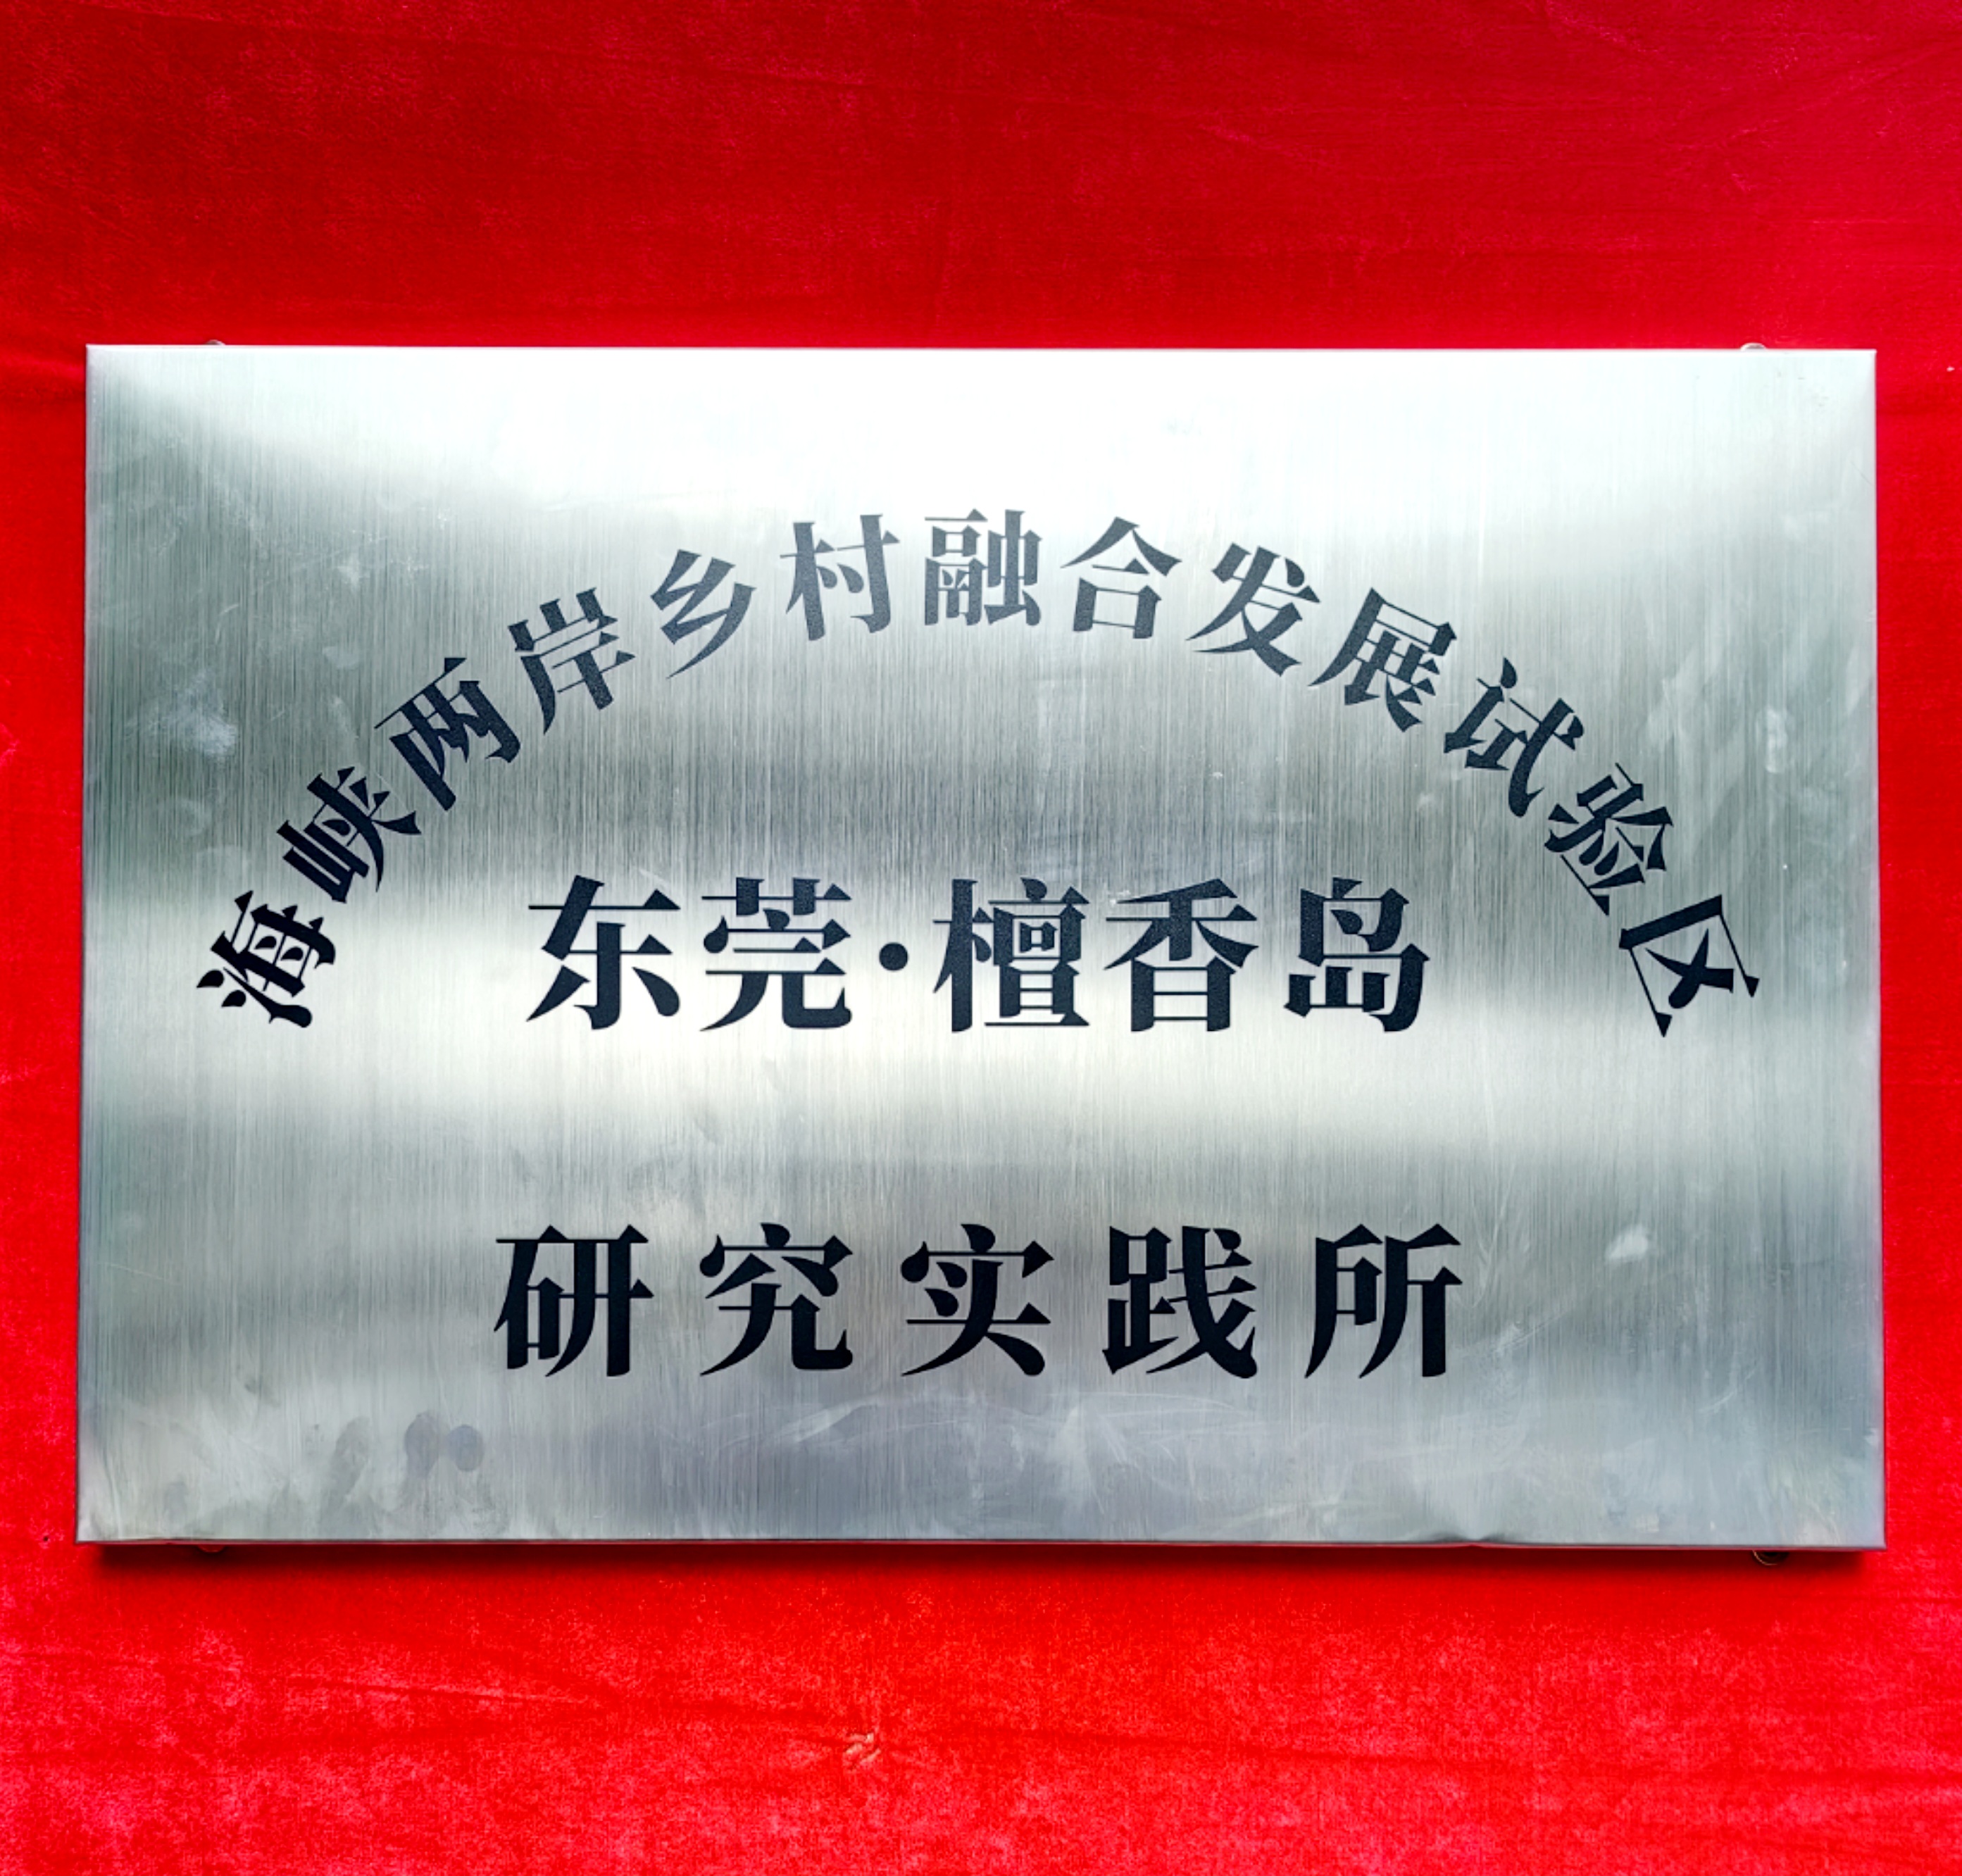 海峡两岸乡村融合发展试验区
东莞·檀香岛
研究实践所